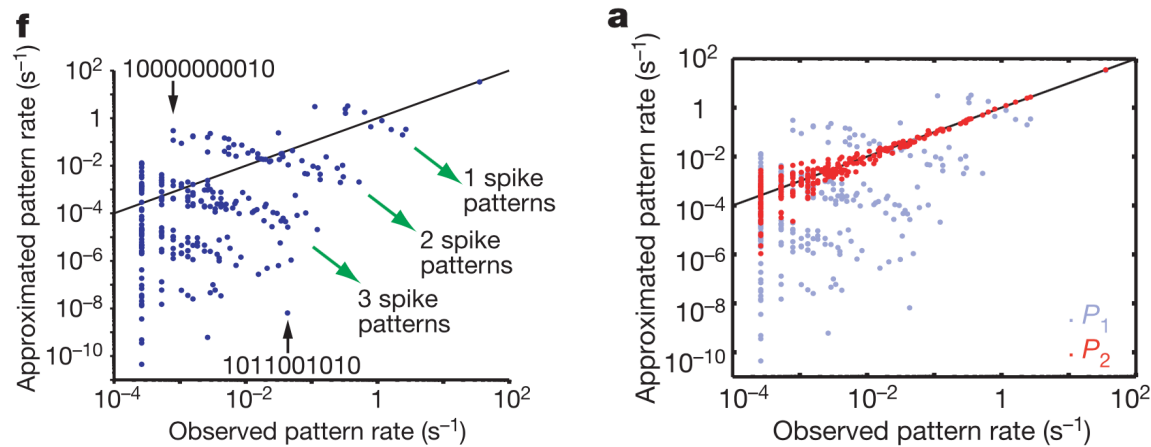 f
Approximated pattern rate (s⁻¹)
10²
1
10⁻²
10⁻⁴
10⁻⁶
10⁻⁸
10⁻¹⁰
10000000010
1 spike
patterns
2 spike
patterns
3 spike
patterns
1011001010
10⁻⁴ 10⁻² 1 10²
Observed pattern rate (s⁻¹)
a
Approximated pattern rate (s⁻¹)
10²
1
10⁻²
10⁻⁴
10⁻⁶
10⁻⁸
10⁻¹⁰
P₁
P₂
10⁻⁴ 10⁻² 1 10²
Observed pattern rate (s⁻¹)